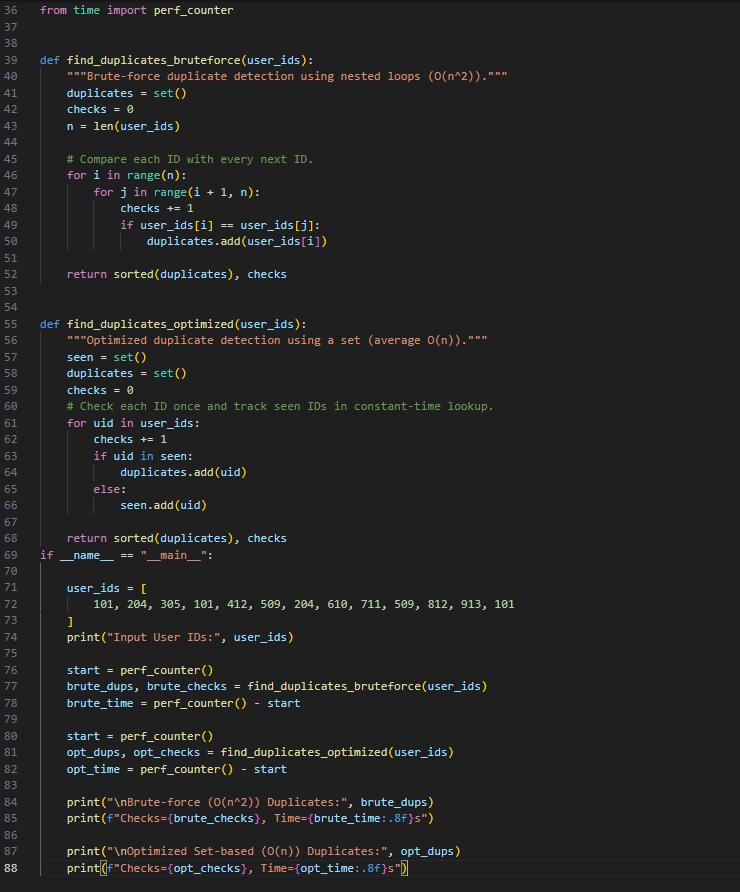 36 from time import perf_counter
37
38
39 def find_duplicates_bruteforce(user_ids):
40     """Brute-force duplicate detection using nested loops (O(n^2))."""
41     duplicates = set()
42     checks = 0
43     n = len(user_ids)
44
45     # Compare each ID with every next ID.
46     for i in range(n):
47         for j in range(i + 1, n):
48             checks += 1
49             if user_ids[i] == user_ids[j]:
50                 duplicates.add(user_ids[i])
51
52     return sorted(duplicates), checks
53
54
55 def find_duplicates_optimized(user_ids):
56     """Optimized duplicate detection using a set (average O(n))."""
57     seen = set()
58     duplicates = set()
59     checks = 0
60     # Check each ID once and track seen IDs in constant-time lookup.
61     for uid in user_ids:
62         checks += 1
63         if uid in seen:
64             duplicates.add(uid)
65         else:
66             seen.add(uid)
67
68     return sorted(duplicates), checks
69 if __name__ == "__main__":
70
71     user_ids = [
72         101, 204, 305, 101, 412, 509, 204, 610, 711, 509, 812, 913, 101
73     ]
74     print("Input User IDs:", user_ids)
75
76     start = perf_counter()
77     brute_dups, brute_checks = find_duplicates_bruteforce(user_ids)
78     brute_time = perf_counter() - start
79
80     start = perf_counter()
81     opt_dups, opt_checks = find_duplicates_optimized(user_ids)
82     opt_time = perf_counter() - start
83
84     print("\nBrute-force (O(n^2)) Duplicates:", brute_dups)
85     print(f"Checks={brute_checks}, Time={brute_time:.8f}s")
86
87     print("\nOptimized Set-based (O(n)) Duplicates:", opt_dups)
88     print(f"Checks={opt_checks}, Time={opt_time:.8f}s")